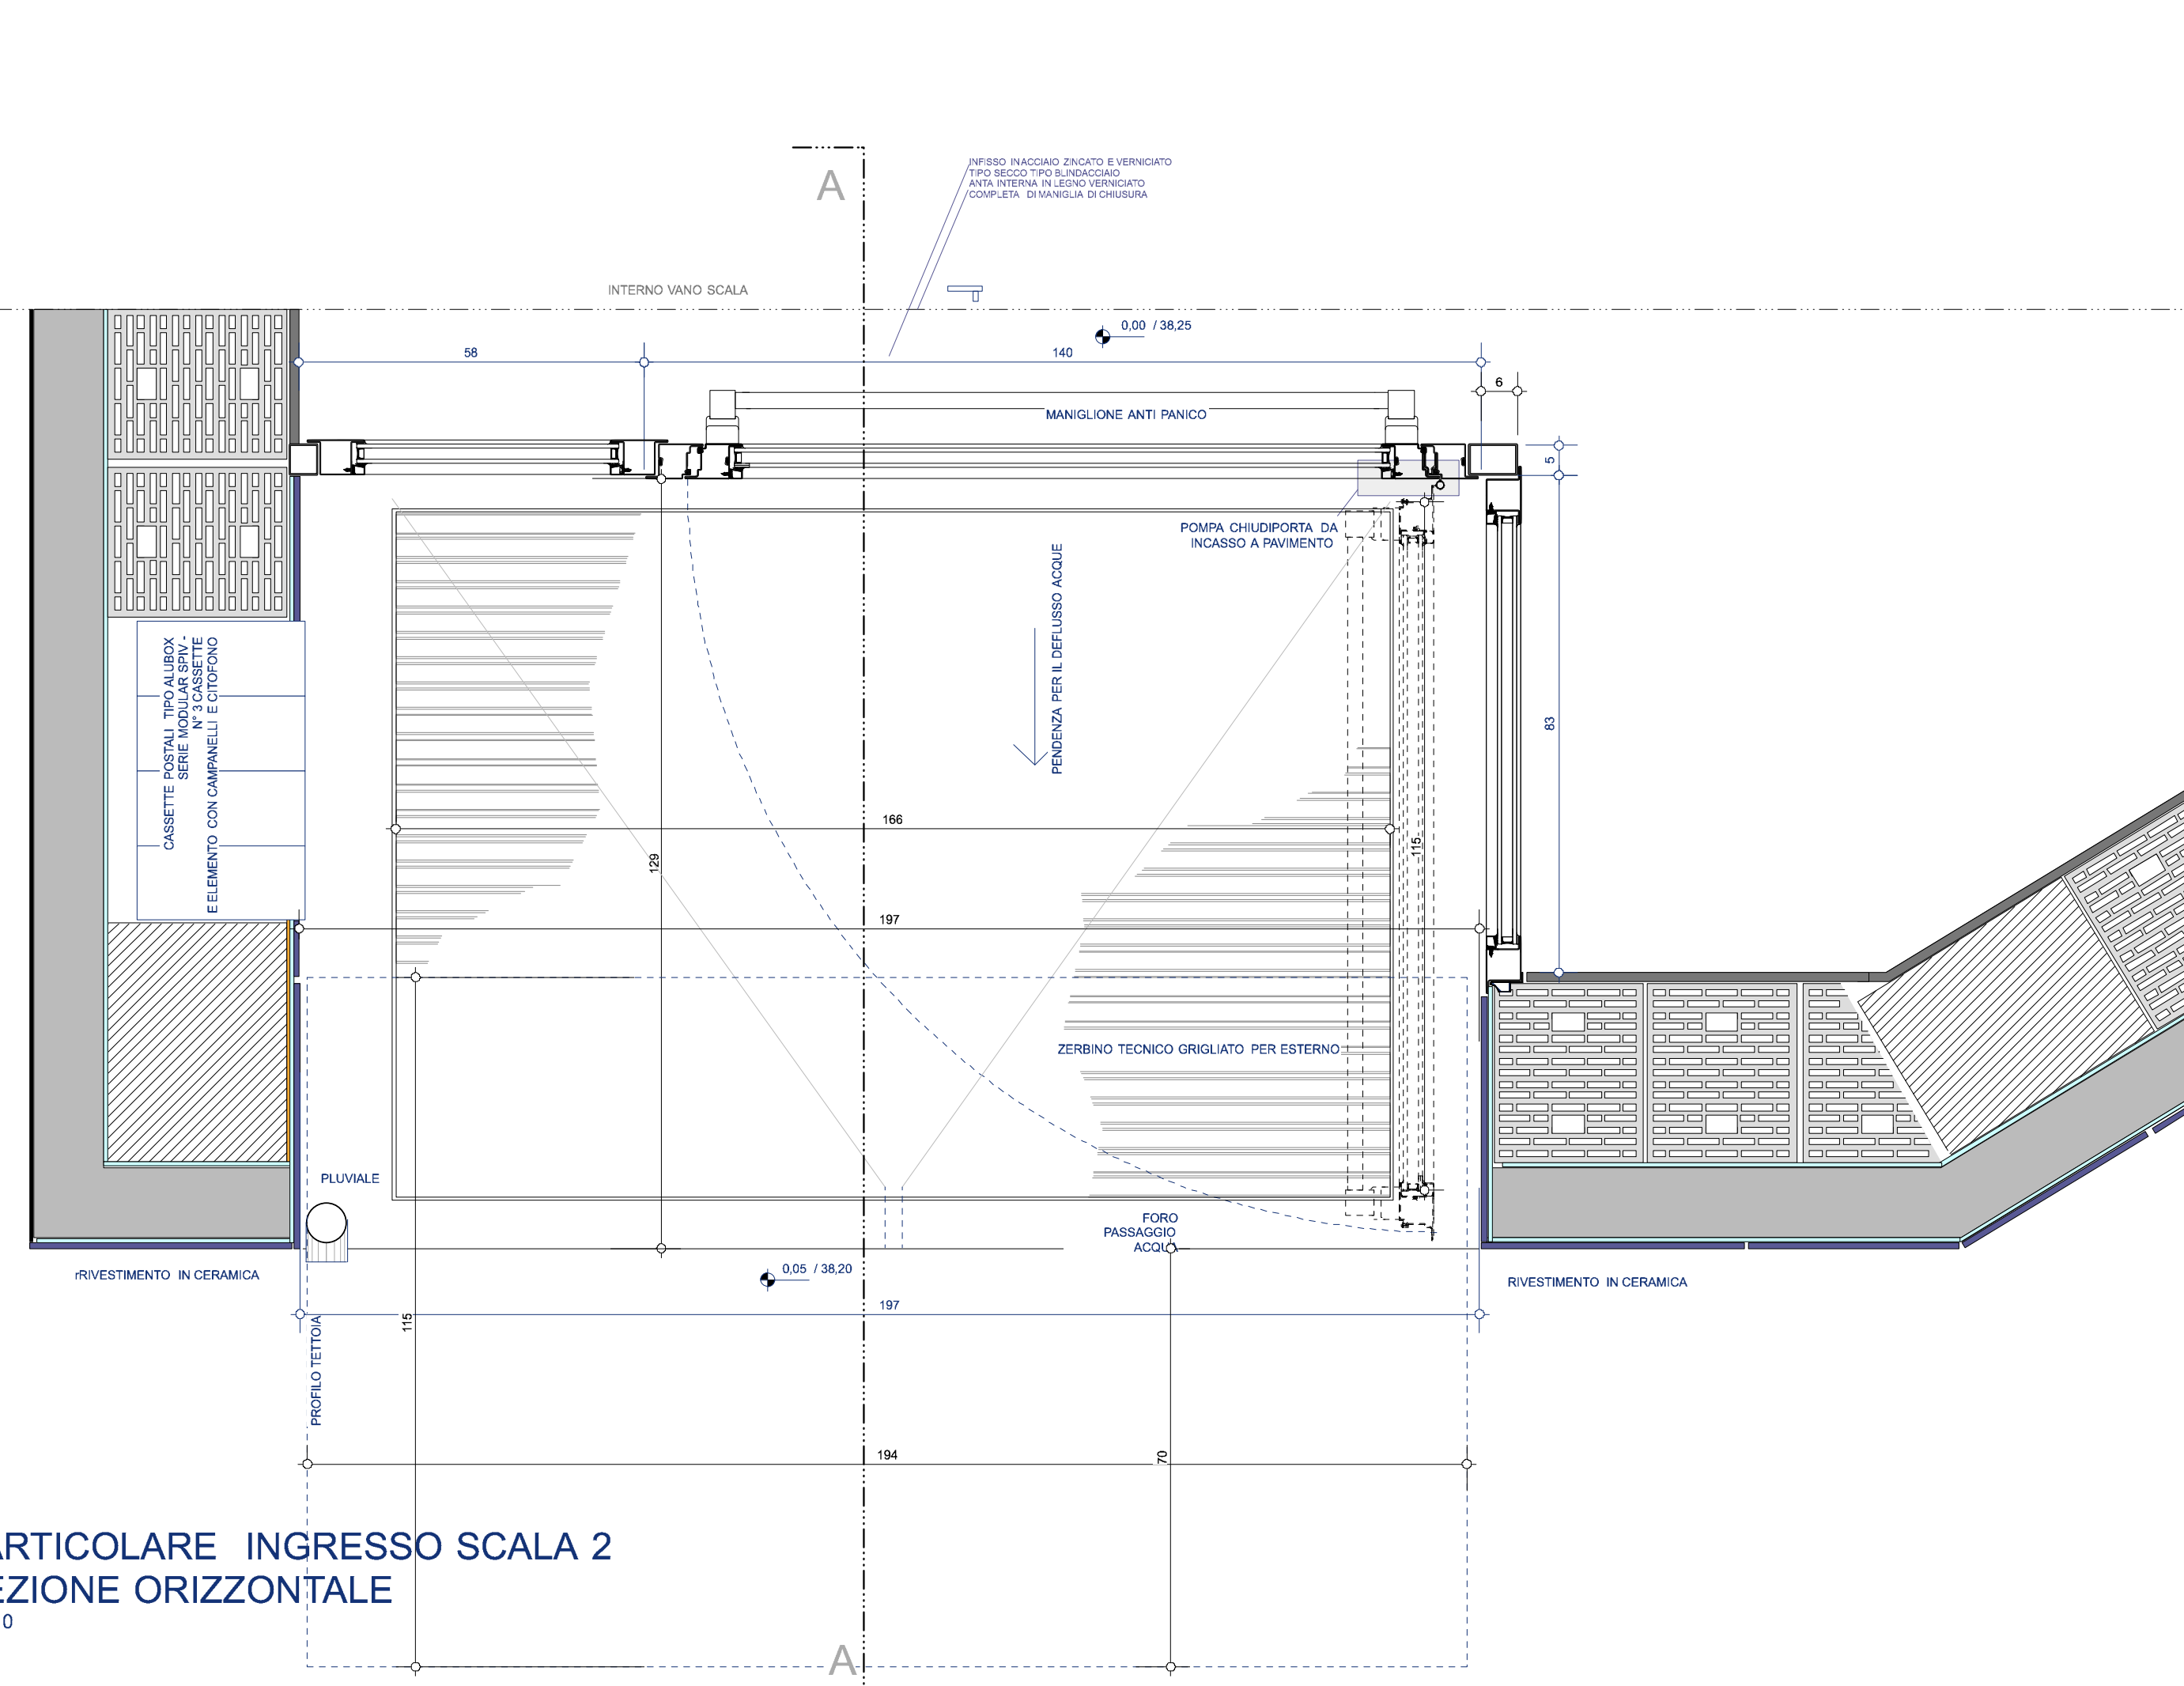 A
INFISSO IN ACCIAIO ZINCATO E VERNICIATO
TIPO SECCO TIPO BLINDACCIAIO
ANTA INTERNA IN LEGNO VERNICIATO
COMPLETA DI MANIGLIA DI CHIUSURA
INTERNO VANO SCALA
0,00 / 38,25
58
140
6
MANIGLIONE ANTI PANICO
5
POMPA CHIUDIPORTA DA
INCASSO A PAVIMENTO
PENDENZA PER IL DEFLUSSO ACQUE
CASSETTE POSTALI TIPO ALUBOX
SERIE MODULAR SPIV -
N° 3 CASSETTE
E ELEMENTO CON CAMPANELLI E CITOFONO
83
166
129
115
197
ZERBINO TECNICO GRIGLIATO PER ESTERNO
PLUVIALE
FORO
PASSAGGIO
ACQUA
rRIVESTIMENTO IN CERAMICA
0,05 / 38,20
RIVESTIMENTO IN CERAMICA
197
115
PROFILO TETTOIA
194
70
ARTICOLARE INGRESSO SCALA 2
EZIONE ORIZZONTALE
0
A